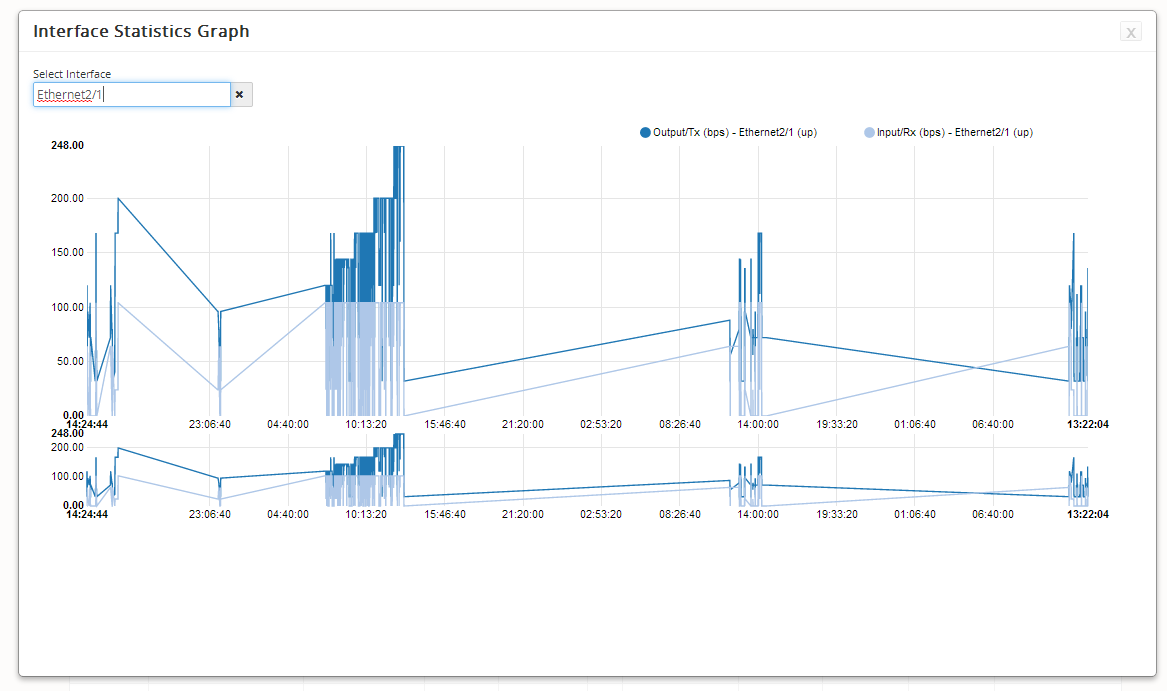 Interface Statistics Graph
X
Select Interface
Ethernet2/1
×
Output/Tx (bps) - Ethernet2/1 (up) Input/Rx (bps) - Ethernet2/1 (up)
248.00
200.00
150.00
100.00
50.00
0.00
14:24:44 23:06:40 04:40:00 10:13:20 15:46:40 21:20:00 02:53:20 08:26:40 14:00:00 19:33:20 01:06:40 06:40:00 13:22:04
248.00
200.00
100.00
0.00
14:24:44 23:06:40 04:40:00 10:13:20 15:46:40 21:20:00 02:53:20 08:26:40 14:00:00 19:33:20 01:06:40 06:40:00 13:22:04